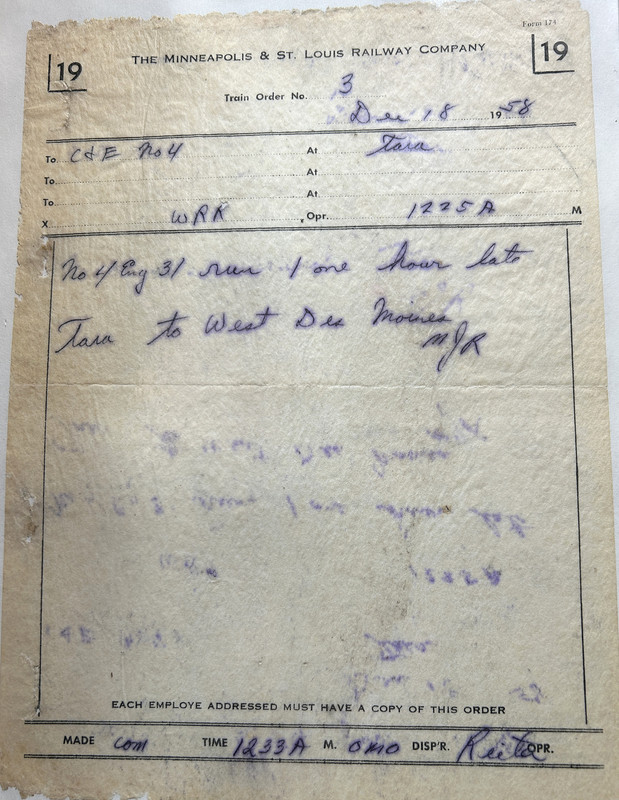 Form 174
19 THE MINNEAPOLIS & ST. LOUIS RAILWAY COMPANY 19
Train Order No. 3
Dec 18 1958
To C&E No 4 At Tara
To At
To At
X WRK , Opr. 1225A M
No 4 Eng 31 run 1 one hour late
Tara to West Des Moines
MJR
EACH EMPLOYE ADDRESSED MUST HAVE A COPY OF THIS ORDER
MADE com TIME 1233A M. OMO DISP'R. OPR.